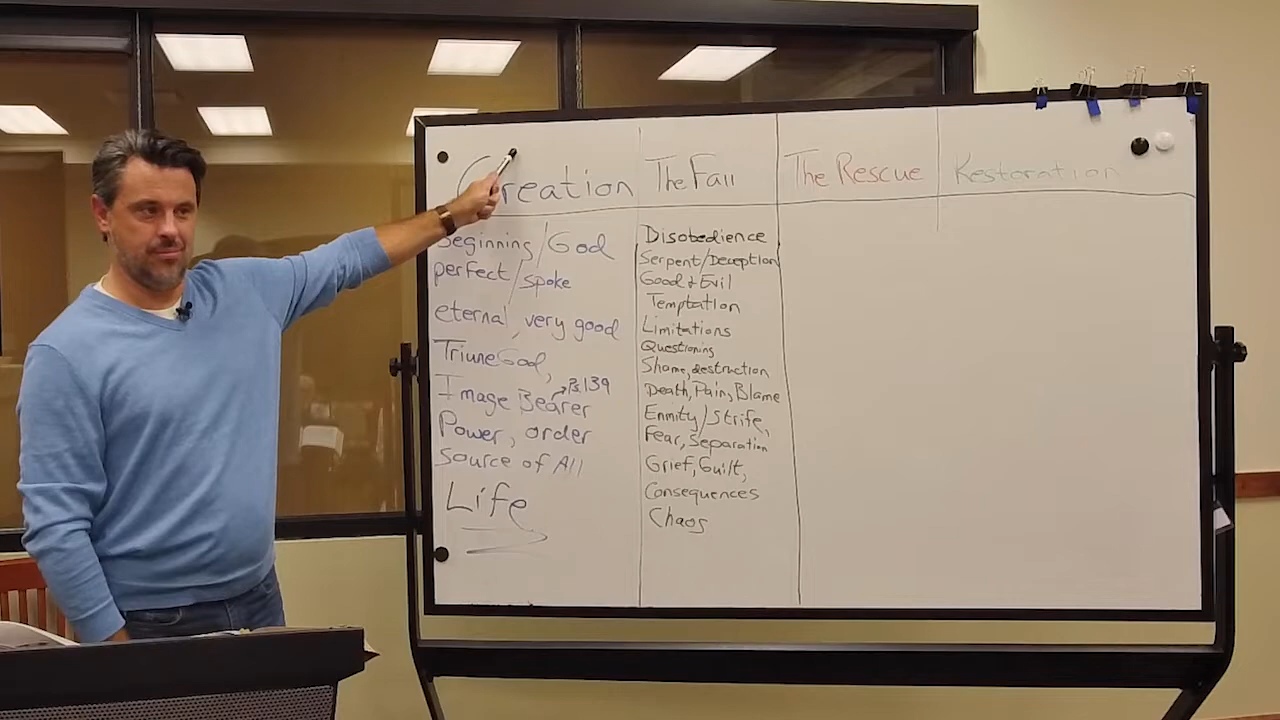 Creation
The Fall
The Rescue
Restoration
Beginning/God
perfect/spoke
eternal, very good
Triune God,
Ps.139
Image Bearer
Power, order
Source of All
Life
Disobedience
Serpent/Deception
Good & Evil
Temptation
Limitations
Questioning
Shame, destruction
Death, Pain, Blame
Enmity/Strife,
Fear, Separation
Grief, Guilt,
Consequences
Chaos